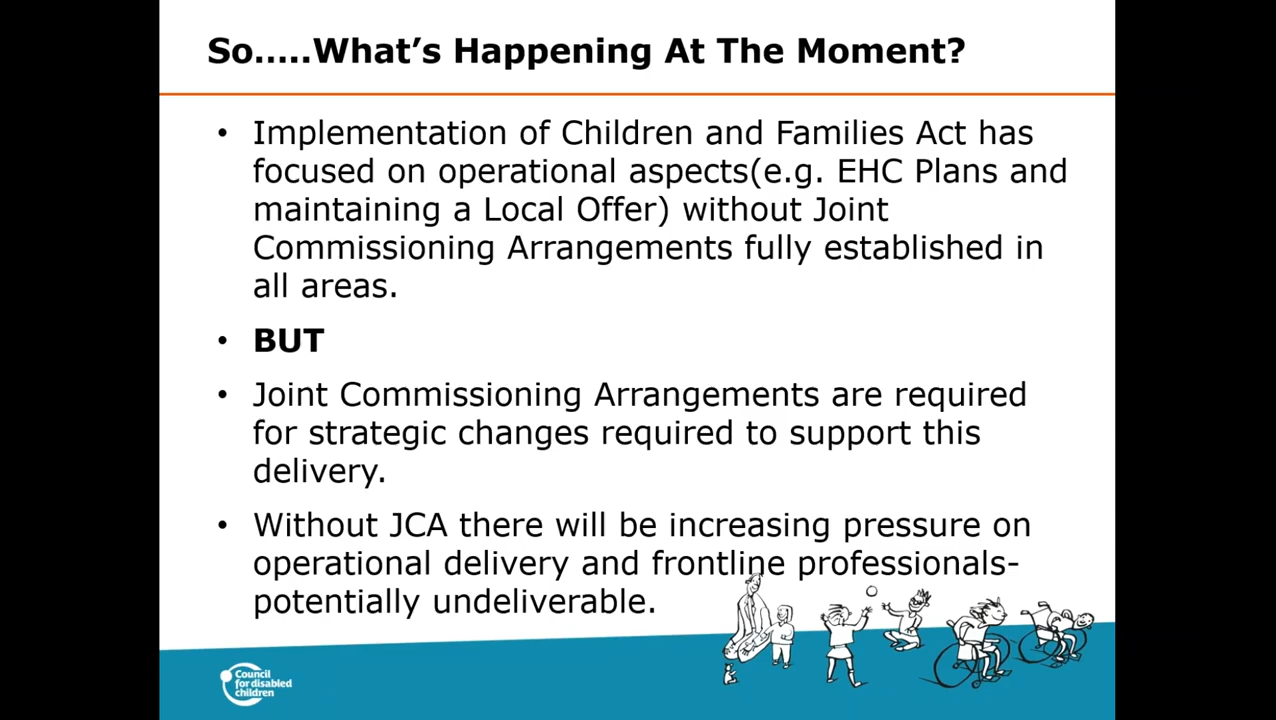 So.....What's Happening At The Moment?
• Implementation of Children and Families Act has
focused on operational aspects(e.g. EHC Plans and
maintaining a Local Offer) without Joint
Commissioning Arrangements fully established in
all areas.
• BUT
• Joint Commissioning Arrangements are required
for strategic changes required to support this
delivery.
• Without JCA there will be increasing pressure on
operational delivery and frontline professionals-
potentially undeliverable.
Council
for disabled
children